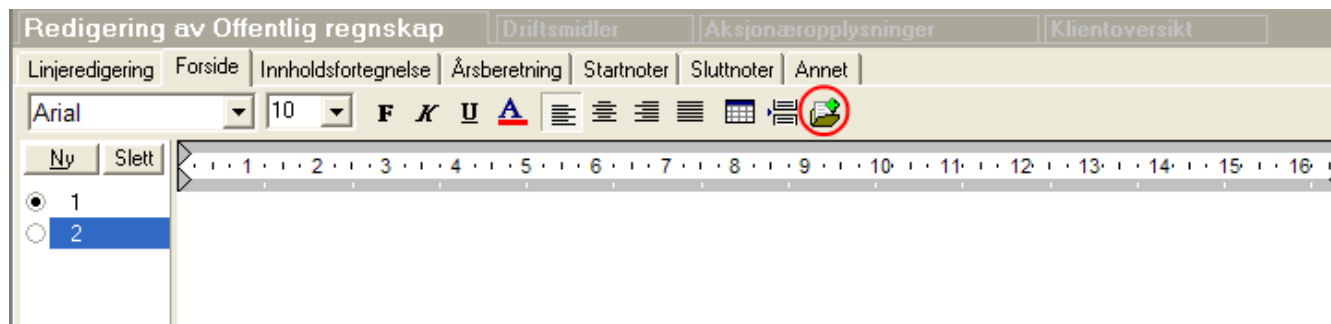 Redigering av Offentlig regnskap Driftsmidler Aksjonæropplysninger Klientoversikt
Linjeredigering Forside Innholdsfortegnelse Årsberetning Startnoter Sluttnoter Annet
Arial 10 F K U A
Ny Slett 1 2 3 4 5 6 7 8 9 10 11 12 13 14 15 16
1
2